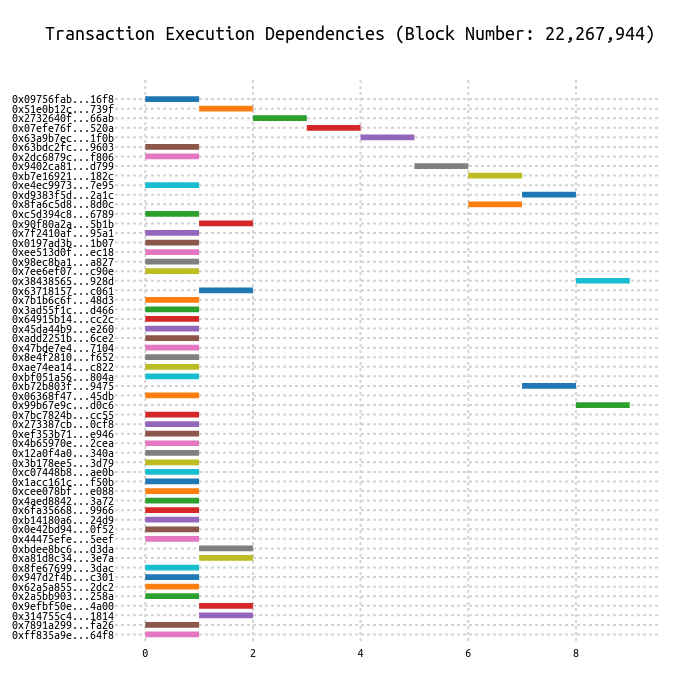 Transaction Execution Dependencies (Block Number: 22,267,944)
0x09756fab...16f8
0x51e0b12c...739f
0x2732640f...66ab
0x07efe76f...520a
0x63a9b7ec...1f0b
0x63bdc2fc...9603
0x2dc6879c...f806
0x9402ca81...d799
0xb7e16921...182c
0xe4ec9973...7e95
0xd9383f5d...2a1c
0x8fa6c5d8...8d0c
0xc5d394c8...6789
0x90f80a2a...5b1b
0x7f2410af...95a1
0x0197ad3b...1b07
0xee513d0f...ec18
0x98ec8ba1...a827
0x7ee6ef07...c90e
0x38438565...928d
0x63718157...c061
0x7b1b6c6f...48d3
0x3ad55f1c...d466
0x64915b14...cc2c
0x45da44b9...e260
0xadd2251b...6ce2
0x47bde7e4...7104
0x8e4f2810...f652
0xae74ea14...c822
0xbf051a56...804a
0xb72b803f...9475
0x06368f47...45db
0x99b67e9c...d0c6
0x7bc7824b...cc55
0x273387cb...0cf8
0xef353b71...e946
0x4b65970e...2cea
0x12a0f4a0...340a
0x3b178ee5...3d79
0xc07448b8...ae0b
0x1acc161c...f50b
0xcee078bf...e088
0x4aed8842...3a72
0x6fa35668...9966
0xb14180a6...24d9
0x0e42bd94...0f52
0x44475efe...5eef
0xbdee8bc6...d3da
0xa81d8c34...3e7a
0x8fe67699...3dac
0x947d2f4b...c301
0x62a5a855...2dc2
0x2a5bb903...258a
0x9efbf50e...4a00
0x314755c4...1814
0x7891a299...fa26
0xff835a9e...64f8
0 2 4 6 8